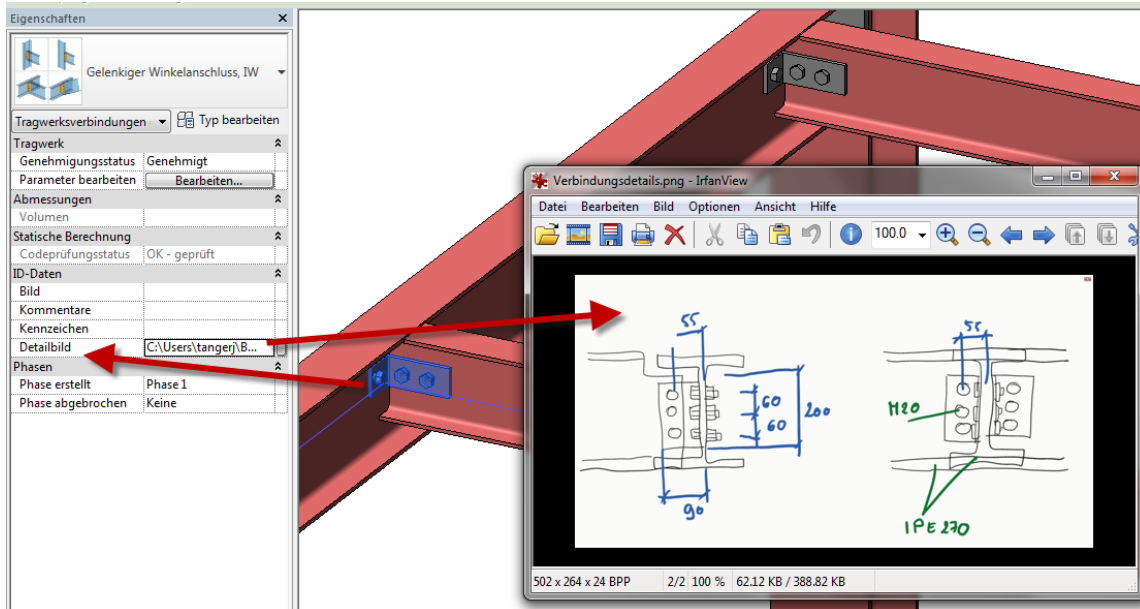 Eigenschaften
Gelenkiger Winkelanschluss, IW
Tragwerksverbindungen
Typ bearbeiten
Tragwerk
Genehmigungsstatus Genehmigt
Parameter bearbeiten Bearbeiten...
Abmessungen
Volumen
Statische Berechnung
Codeprüfungsstatus OK - geprüft
ID-Daten
Bild
Kommentare
Kennzeichen
Detailbild C:\Users\tangerj\B...
Phasen
Phase erstellt Phase 1
Phase abgebrochen Keine
Verbindungsdetails.png - IrfanView
Datei Bearbeiten Bild Optionen Ansicht Hilfe
100.0
55
60
60
200
90
55
M20
IPE 270
502 x 264 x 24 BPP 2/2 100 % 62.12 KB / 388.82 KB